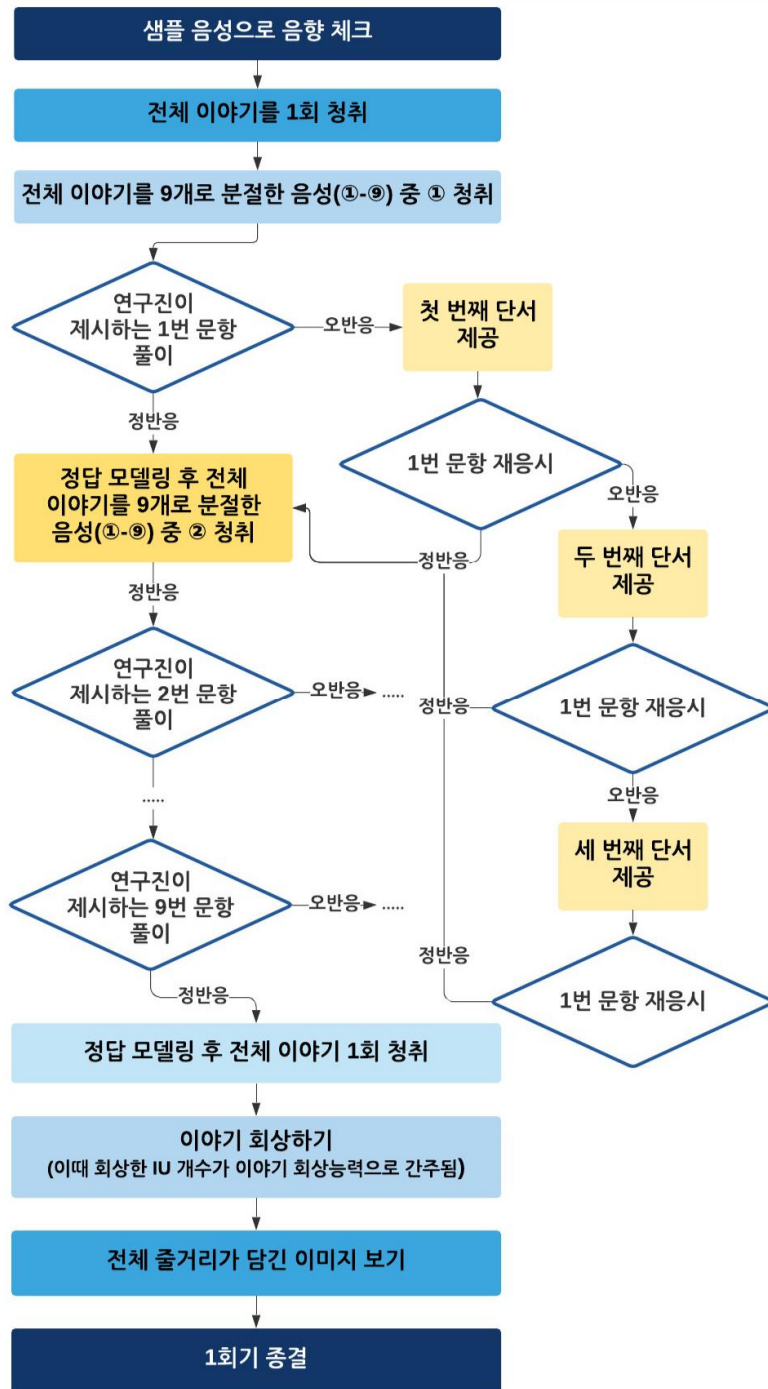 샘플 음성으로 음향 체크
전체 이야기를 1회 청취
전체 이야기를 9개로 분절한 음성(①-⑨) 중 ① 청취
연구진이
제시하는 1번 문항
풀이
오반응
첫 번째 단서
제공
정반응
1번 문항 재응시
오반응
정답 모델링 후 전체
이야기를 9개로 분절한
음성(①-⑨) 중 ② 청취
정반응
두 번째 단서
제공
정반응
연구진이
제시하는 2번 문항
풀이
오반응
.....
정반응
1번 문항 재응시
오반응
.....
세 번째 단서
제공
연구진이
제시하는 9번 문항
풀이
오반응
.....
정반응
1번 문항 재응시
정반응
정답 모델링 후 전체 이야기 1회 청취
이야기 회상하기
(이때 회상한 IU 개수가 이야기 회상능력으로 간주됨)
전체 줄거리가 담긴 이미지 보기
1회기 종결